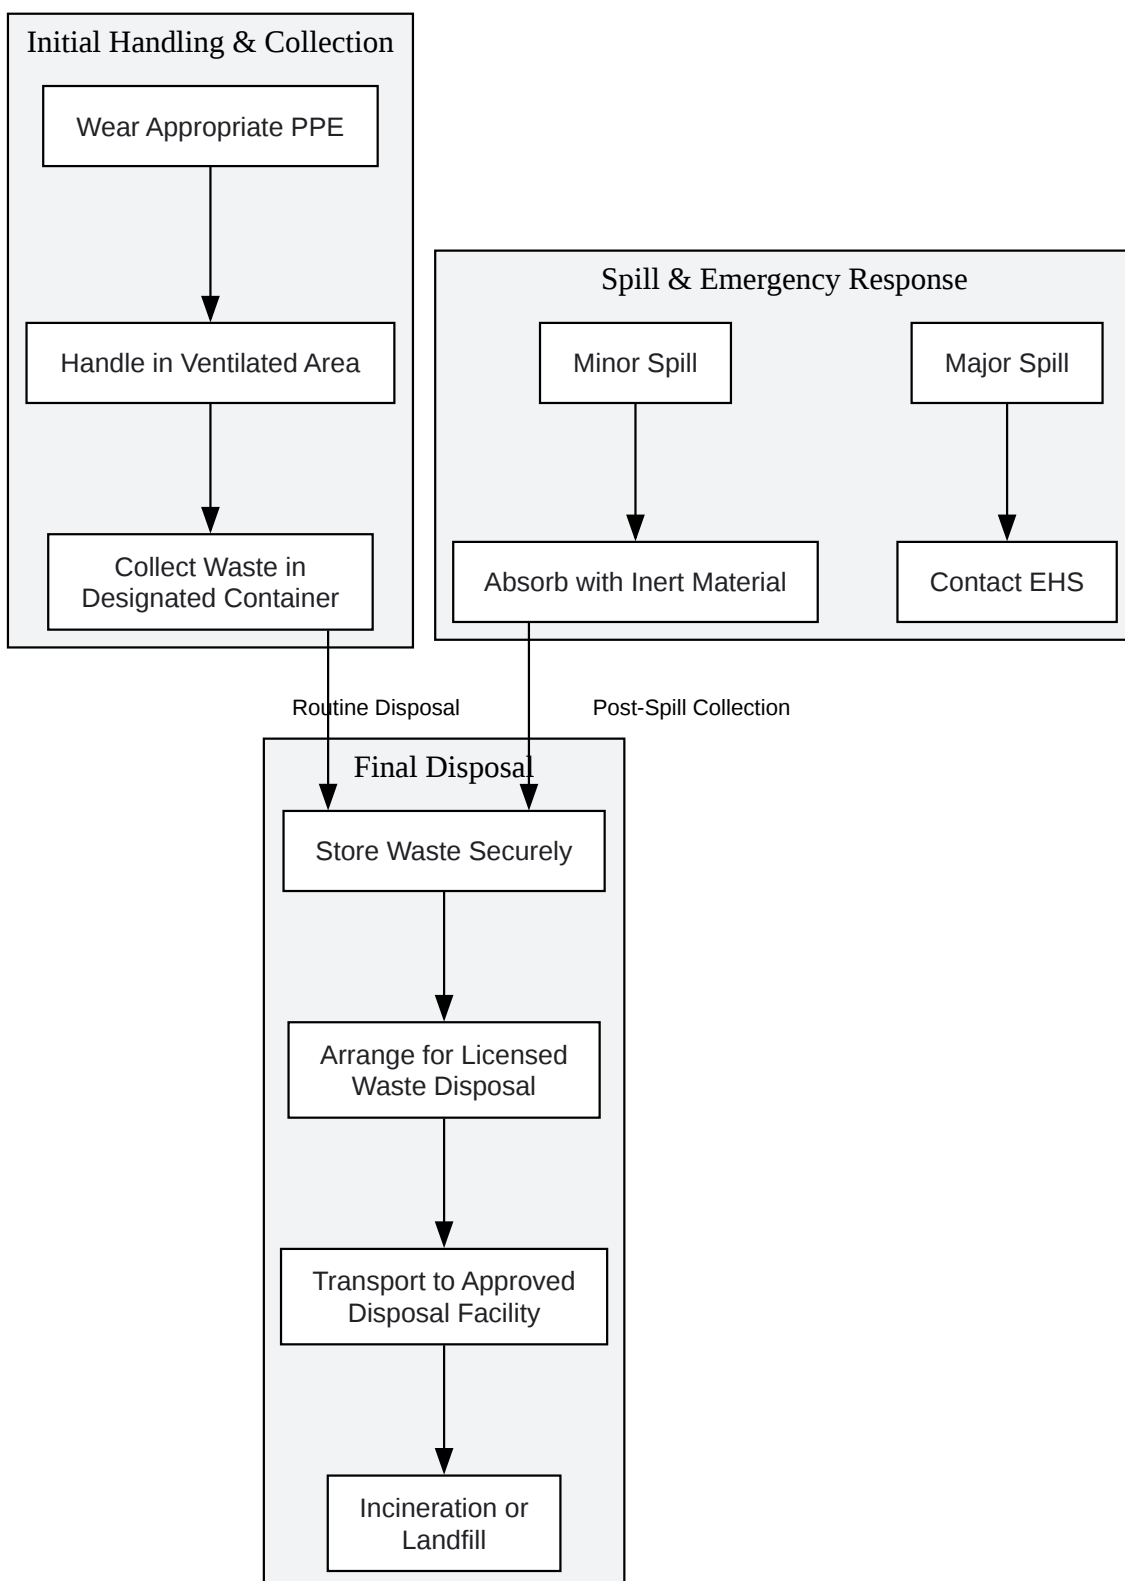 Initial Handling & Collection
Wear Appropriate PPE
Handle in Ventilated Area
Collect Waste in
Designated Container
Spill & Emergency Response
Minor Spill
Major Spill
Absorb with Inert Material
Contact EHS
Routine Disposal
Post-Spill Collection
Final Disposal
Store Waste Securely
Arrange for Licensed
Waste Disposal
Transport to Approved
Disposal Facility
Incineration or
Landfill